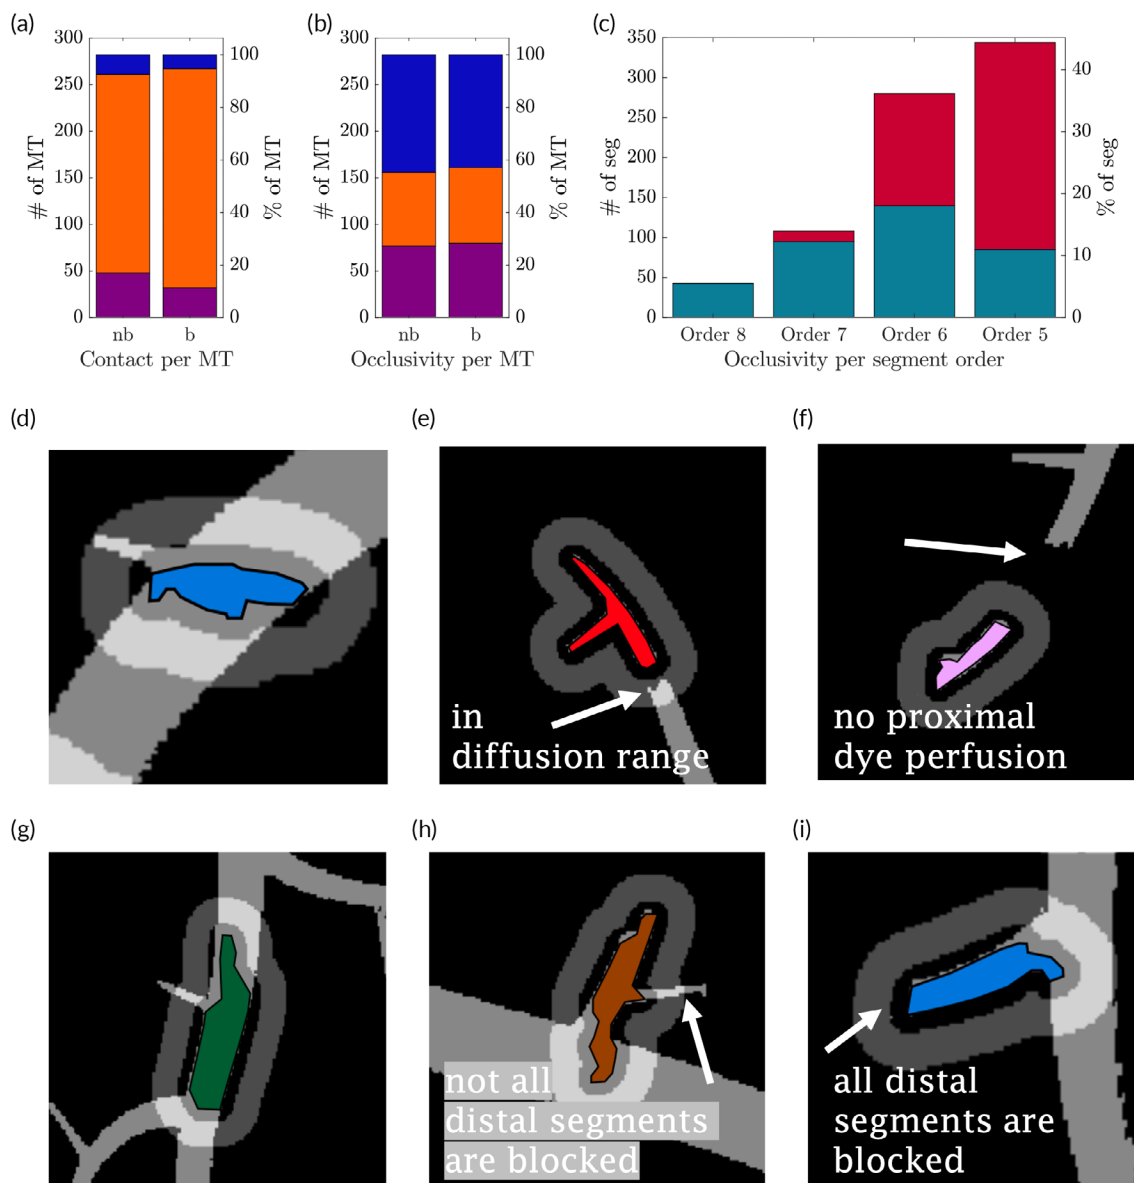 (a)
300
250
200
150
100
50
0
# of MT
100
80
60
40
20
0
% of MT
nb b
Contact per MT
(b)
300
250
200
150
100
50
0
# of MT
100
80
60
40
20
0
% of MT
nb b
Occlusivity per MT
(c)
350
300
250
200
150
100
50
0
# of seg
40
30
20
10
0
% of seg
Order 8 Order 7 Order 6 Order 5
Occlusivity per segment order
(d)
(e)
in
diffusion range
(f)
no proximal
dye perfusion
(g)
(h)
not all
distal segments
are blocked
(i)
all distal
segments are
blocked